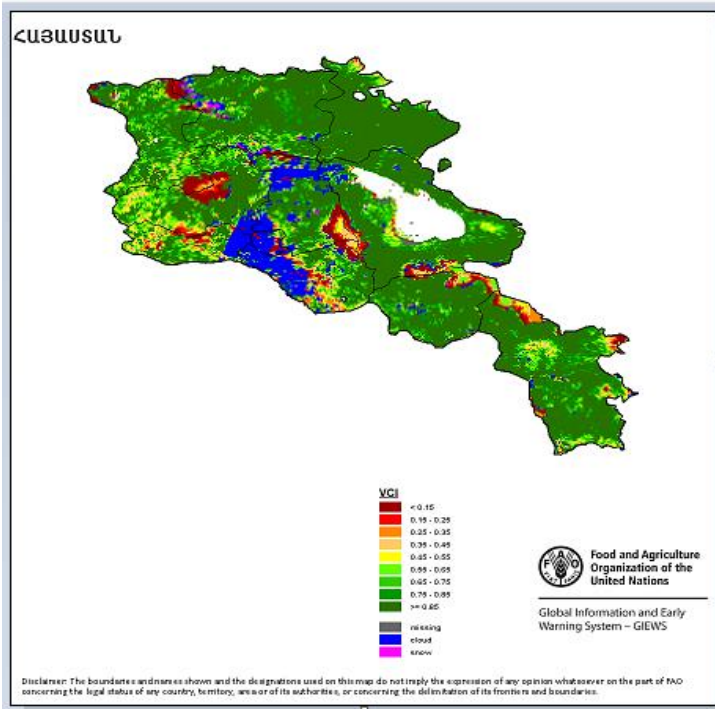 ՀԱՅԱՍՏԱՆ
VCI
< 0.15
0.15 - 0.25
0.25 - 0.35
0.35 - 0.45
0.45 - 0.55
0.55 - 0.65
0.65 - 0.75
0.75 - 0.85
>= 0.85
missing
cloud
snow
FAO
FIAT PANIS
Food and Agriculture
Organization of the
United Nations
Global Information and Early
Warning System – GIEWS
Disclaimer: The boundaries and names shown and the designations used on this map do not imply the expression of any opinion whatsoever on the part of FAO
concerning the legal status of any country, territory, area or of its authorities, or concerning the delimitation of its frontiers and boundaries.